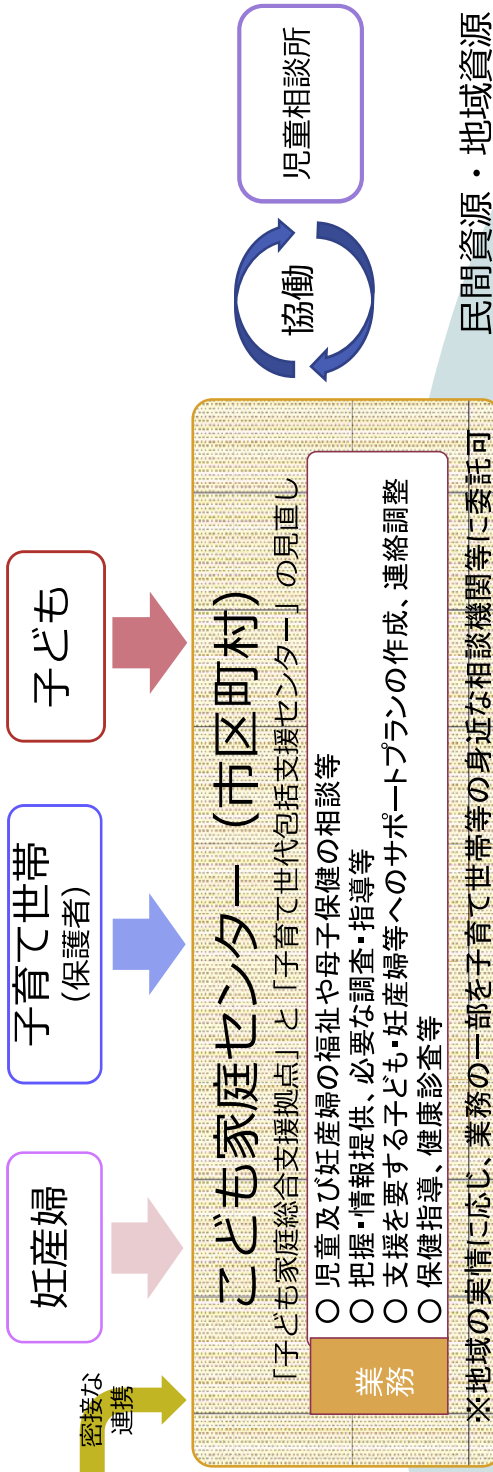 密接な
連携
妊産婦
子育て世帯
（保護者）
子ども
こども家庭センター（市区町村）
「子ども家庭総合支援拠点」と「子育て世代包括支援センター」の見直し
業務
○ 児童及び妊産婦の福祉や母子保健の相談等
○ 把握・情報提供、必要な調査・指導等
○ 支援を要する子ども・妊産婦等へのサポートプランの作成、連絡調整
○ 保健指導、健康診査等
※地域の実情に応じ、業務の一部を子育て世帯等の身近な相談機関等に委託可
協働
児童相談所
民間資源・地域資源